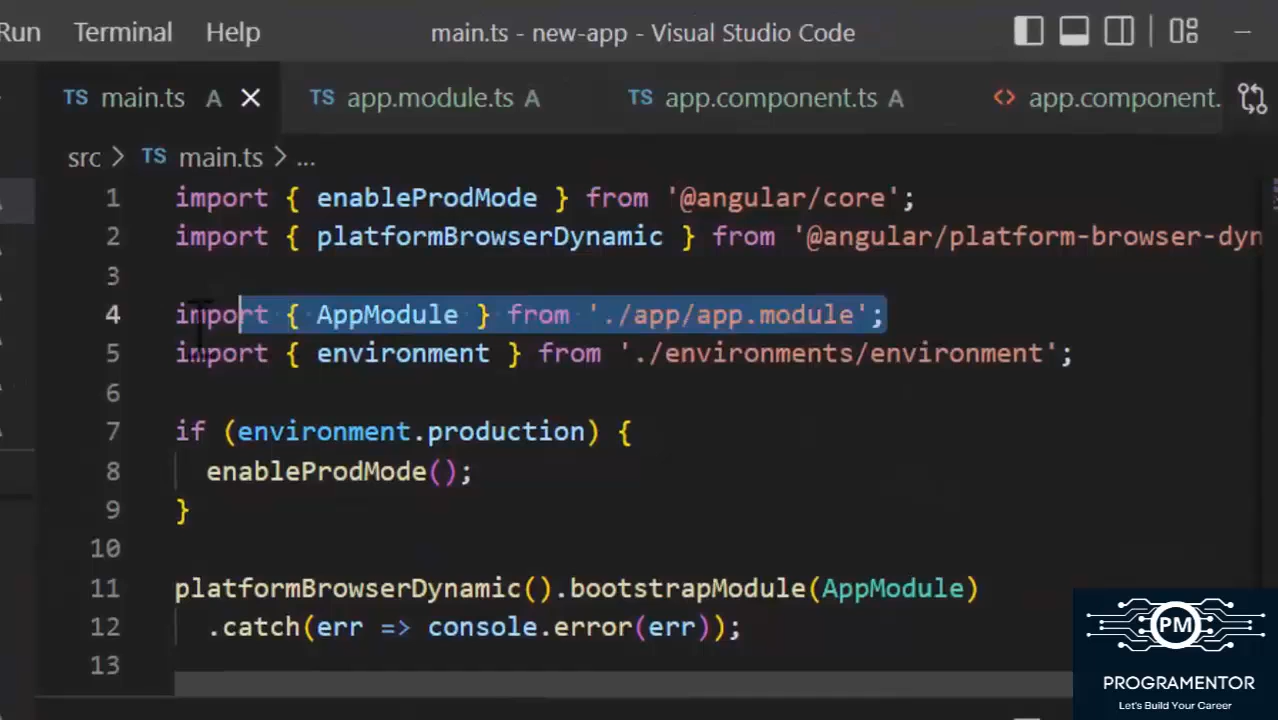 Run Terminal Help main.ts - new-app - Visual Studio Code
TS main.ts A TS app.module.ts A TS app.component.ts A <> app.component.
src > TS main.ts > ...
1 import { enableProdMode } from '@angular/core';
2 import { platformBrowserDynamic } from '@angular/platform-browser-dyn
3
4 import { AppModule } from './app/app.module';
5 import { environment } from './environments/environment';
6
7 if (environment.production) {
8 enableProdMode();
9 }
10
11 platformBrowserDynamic().bootstrapModule(AppModule)
12 .catch(err => console.error(err));
13
PM
PROGRAMENTOR
Let's Build Your Career